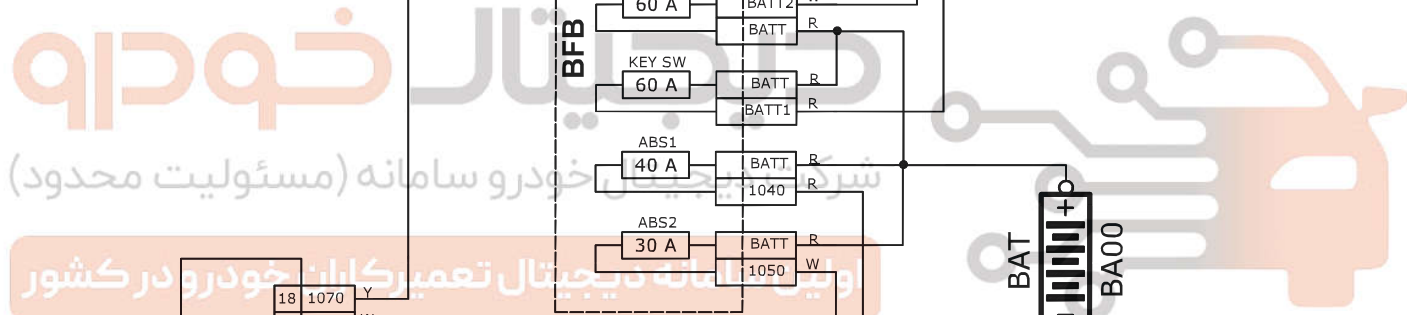 60 A BATT2 R
BATT R
BFB
دیجیتال خودرو
KEY SW
60 A BATT R
BATT1 R
ABS1
40 A BATT R
1040 R
شرکت دیجیتال خودرو سامانه (مسئولیت محدود)
ABS2
30 A BATT R
1050 W
+
BAT
BA00
اولین سامانه دیجیتال تعمیرکاران خودرو در کشور
18 1070 Y